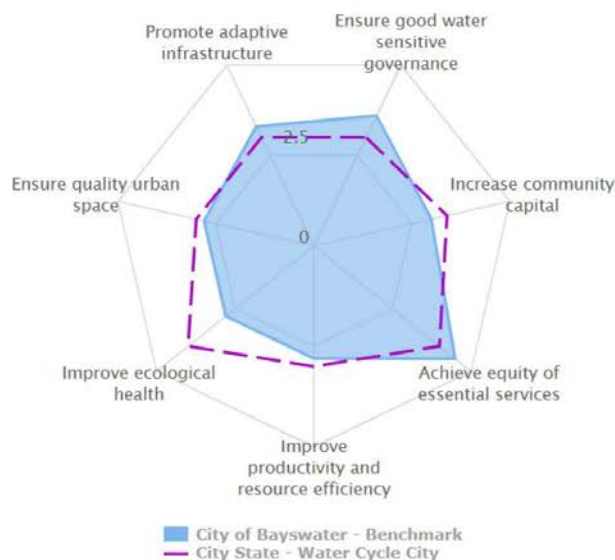 Promote adaptive
infrastructure
Ensure good water
sensitive
governance
2.5
Ensure quality urban
space
Increase community
capital
0
Improve ecological
health
Achieve equity of
essential services
Improve
productivity and
resource efficiency
City of Bayswater - Benchmark
City State - Water Cycle City